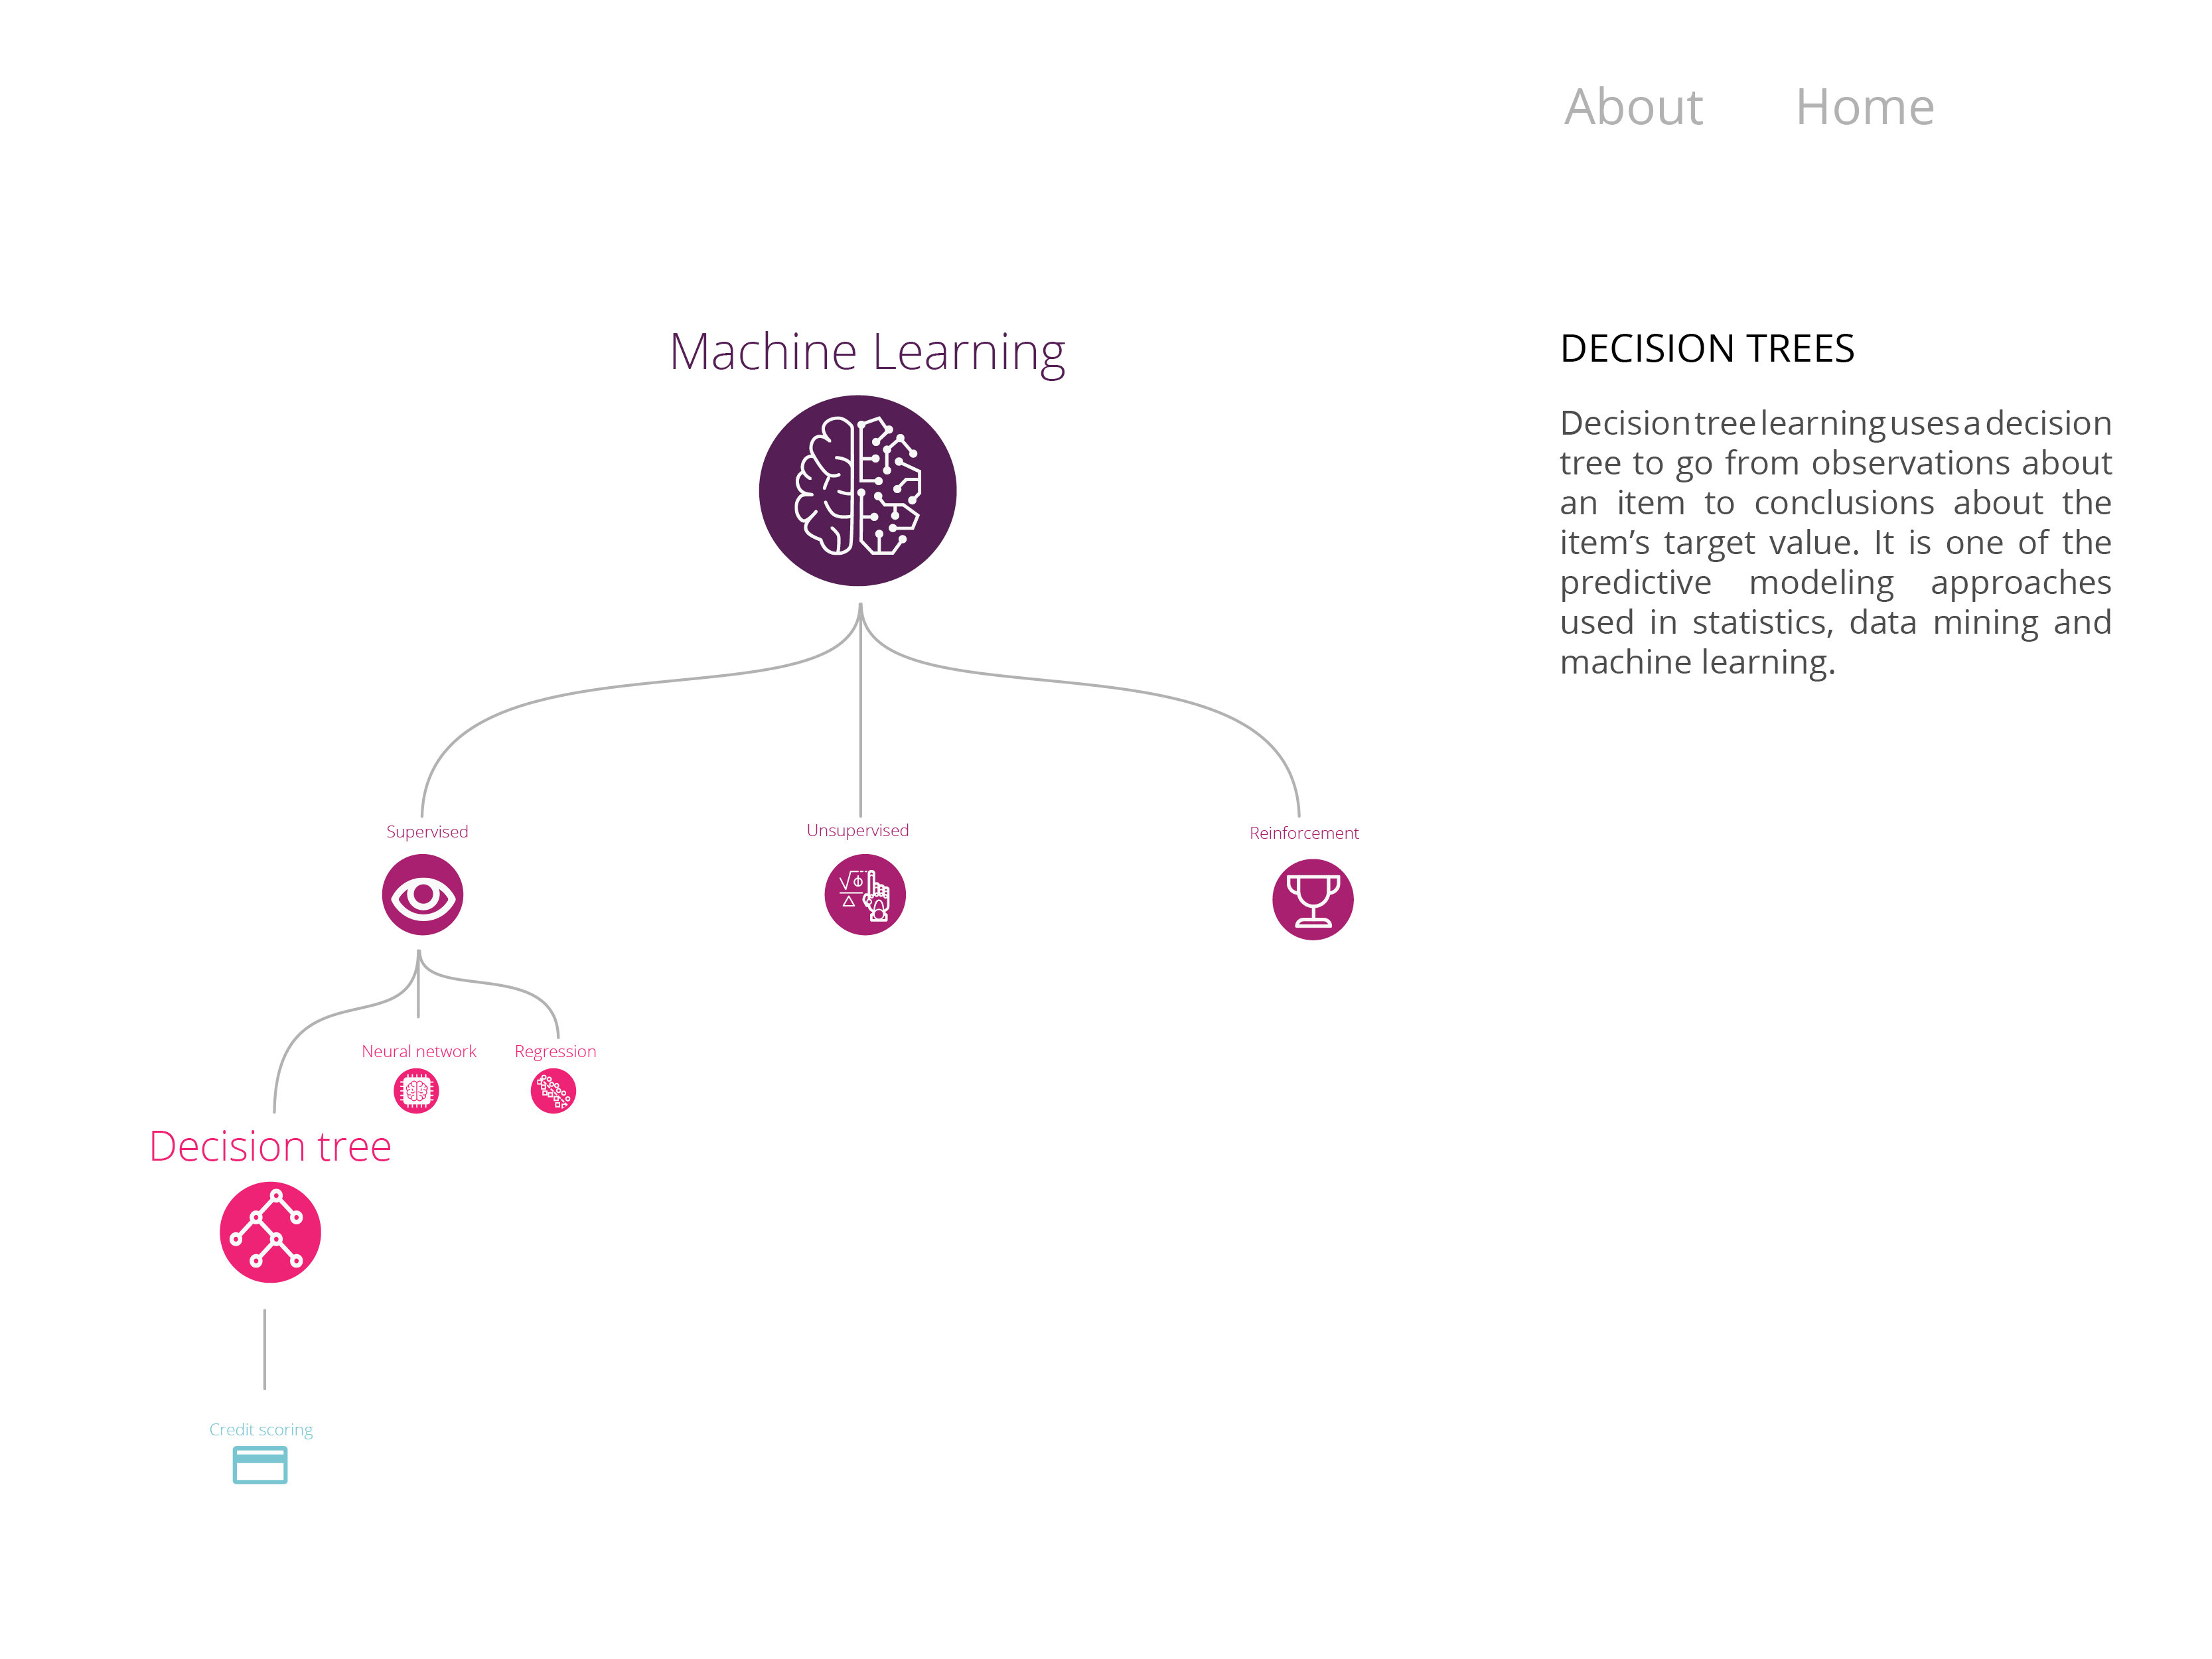 About Home
Machine Learning
DECISION TREES
Decision tree learning uses a decision
tree to go from observations about
an item to conclusions about the
item’s target value. It is one of the
predictive modeling approaches
used in statistics, data mining and
machine learning.
Supervised
Unsupervised
Reinforcement
Neural network
Regression
Decision tree
Credit scoring